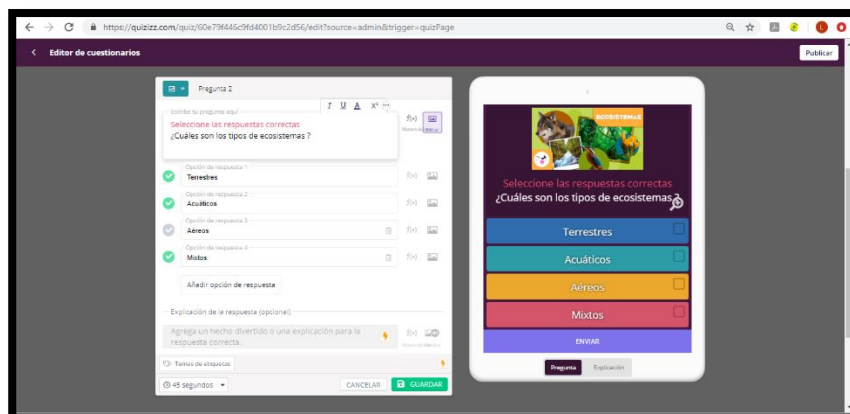 https://quizizz.com/quiz/60e79f446c9fd4001b9c2d56/edit?source=admin&trigger=quizPage
Editor de cuestionarios
Publicar
Pregunta 2
I U A X²
Escribe tu pregunta aquí
Seleccione las respuestas correctas
¿Cuáles son los tipos de ecosistemas ?
f(x)
Opción de respuesta 1
Terrestres
f(x)
Opción de respuesta 2
Acuáticos
f(x)
Opción de respuesta 3
Aéreos
f(x)
Opción de respuesta 4
Mixtos
f(x)
Añadir opción de respuesta
Explicación de la respuesta (opcional)
Agrega un hecho divertido o una explicación para la
respuesta correcta.
f(x)
Temas de etiquetas
45 segundos
CANCELAR
GUARDAR
ECOSISTEMAS
Seleccione las respuestas correctas
¿Cuáles son los tipos de ecosistemas ?
Terrestres
Acuáticos
Aéreos
Mixtos
ENVIAR
Pregunta
Explicación